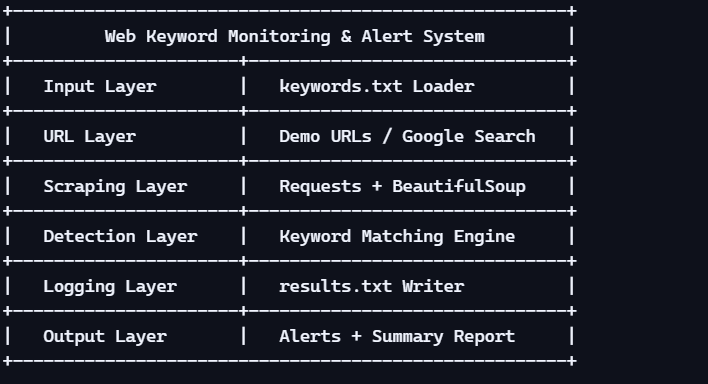 Web Keyword Monitoring & Alert System
Input Layer | keywords.txt Loader
URL Layer | Demo URLs / Google Search
Scraping Layer | Requests + BeautifulSoup
Detection Layer | Keyword Matching Engine
Logging Layer | results.txt Writer
Output Layer | Alerts + Summary Report